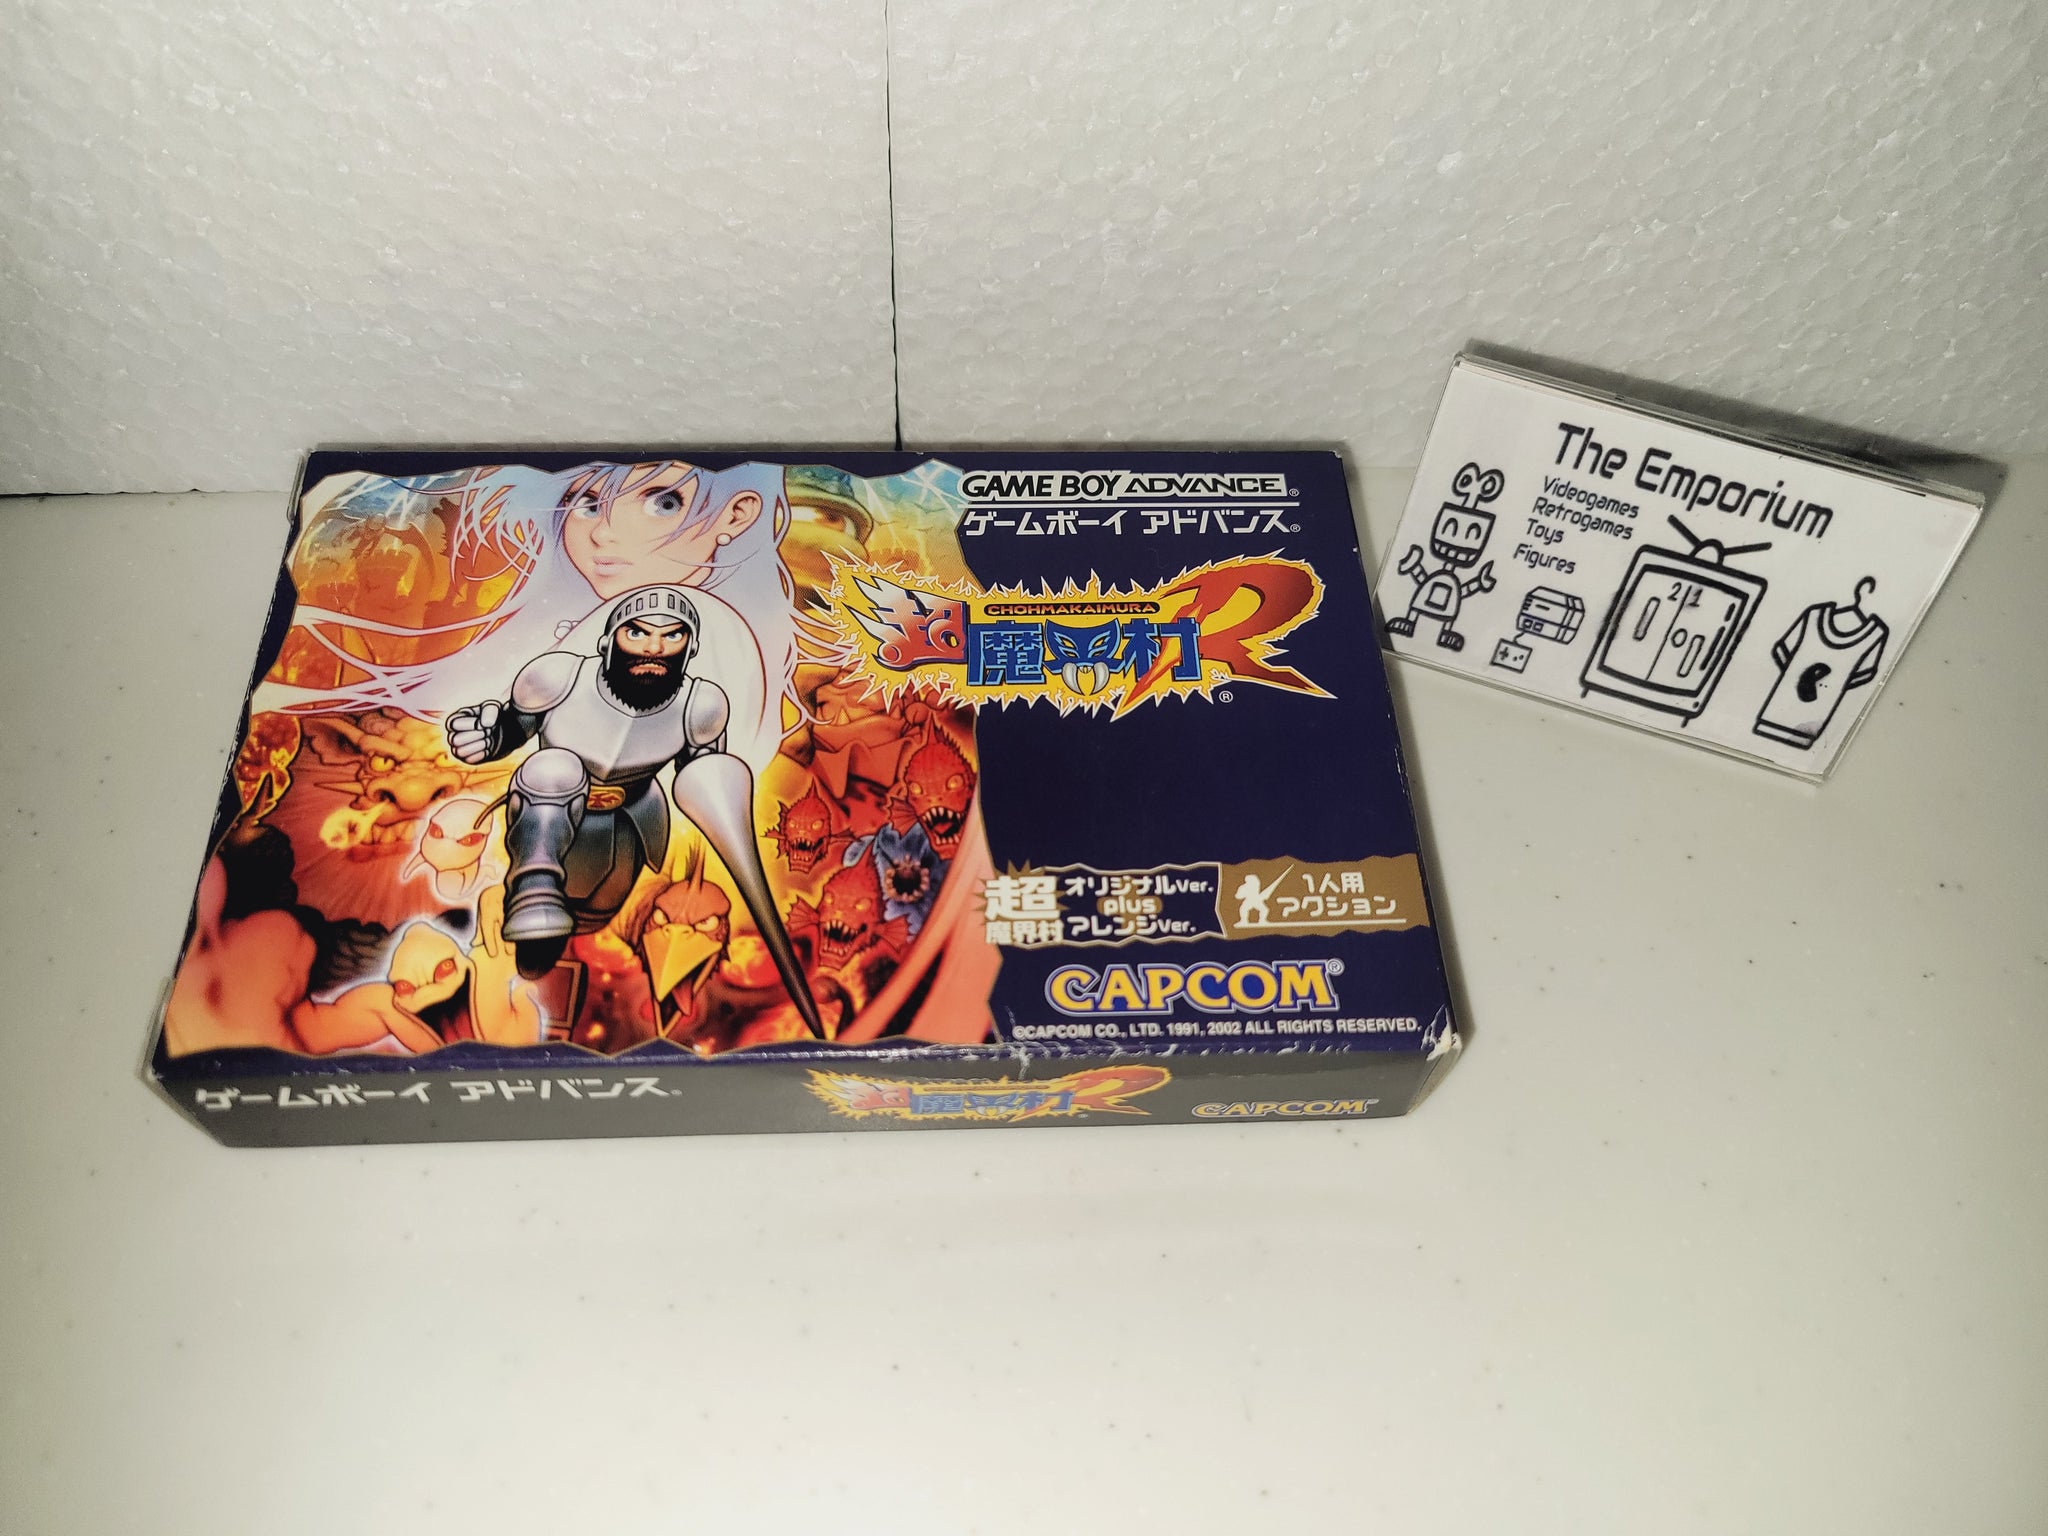 GAME BOY ADVANCE®
ゲームボーイ アドバンス®
CHOHMAKAIMURA
超魔界村R®
超
魔界村
オリジナルVer.
plus
アレンジVer.
1人用
アクション
CAPCOM®
©CAPCOM CO., LTD. 1991, 2002 ALL RIGHTS RESERVED.
ゲームボーイ アドバンス®
超魔界村R®
CAPCOM®
The Emporium
Videogames
Retrogames
Toys
Figures
21